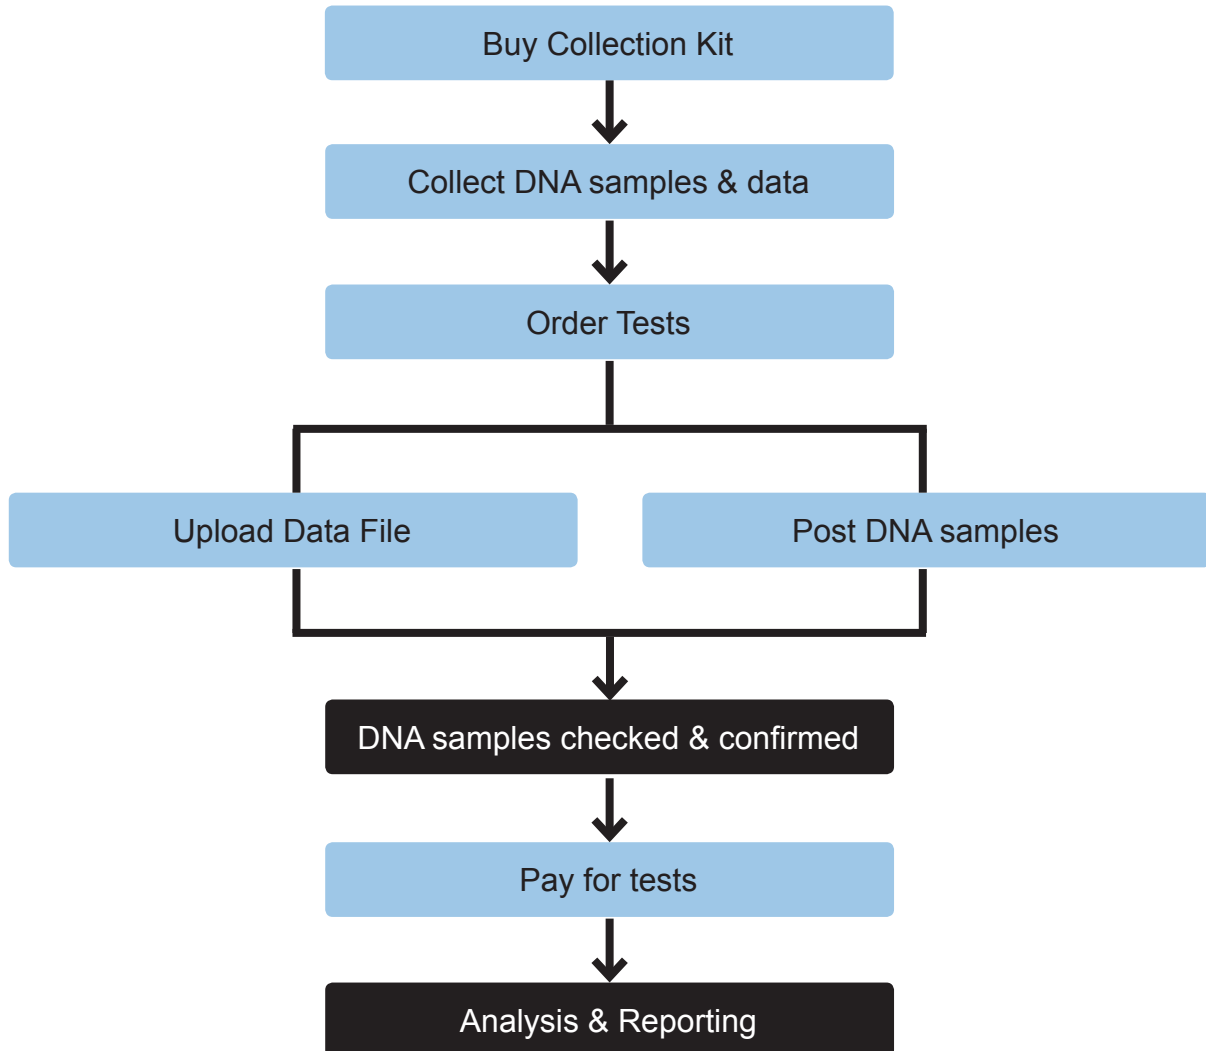 Buy Collection Kit
Collect DNA samples & data
Order Tests
Upload Data File
Post DNA samples
DNA samples checked & confirmed
Pay for tests
Analysis & Reporting